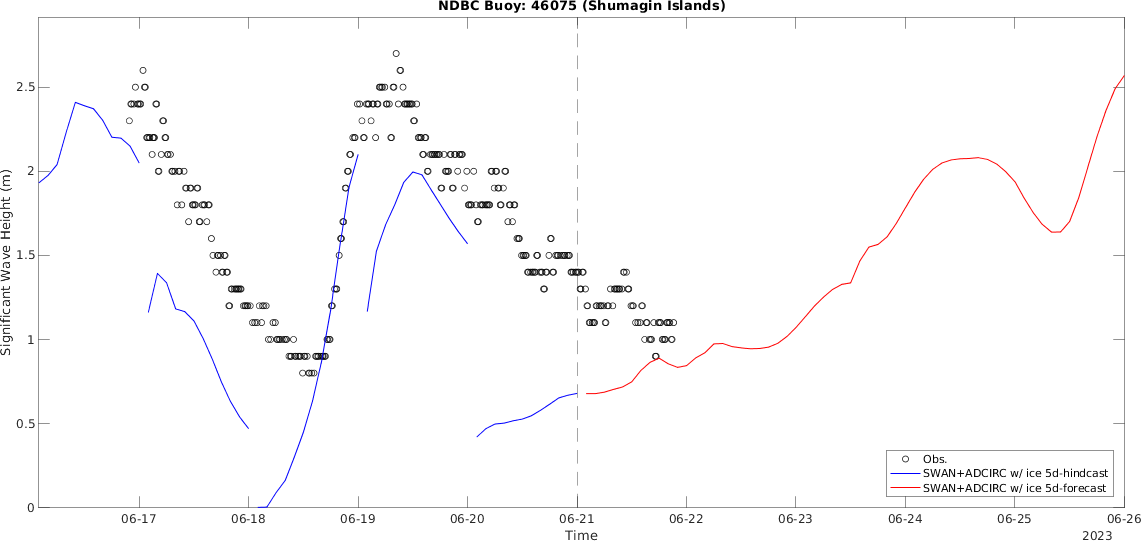 NDBC Buoy: 46075 (Shumagin Islands)
Significant Wave Height (m)
2.5
2
1.5
1
0.5
0
06-17 06-18 06-19 06-20 06-21 06-22 06-23 06-24 06-25 06-26
Time
2023
Obs.
SWAN+ADCIRC w/ ice 5d-hindcast
SWAN+ADCIRC w/ ice 5d-forecast